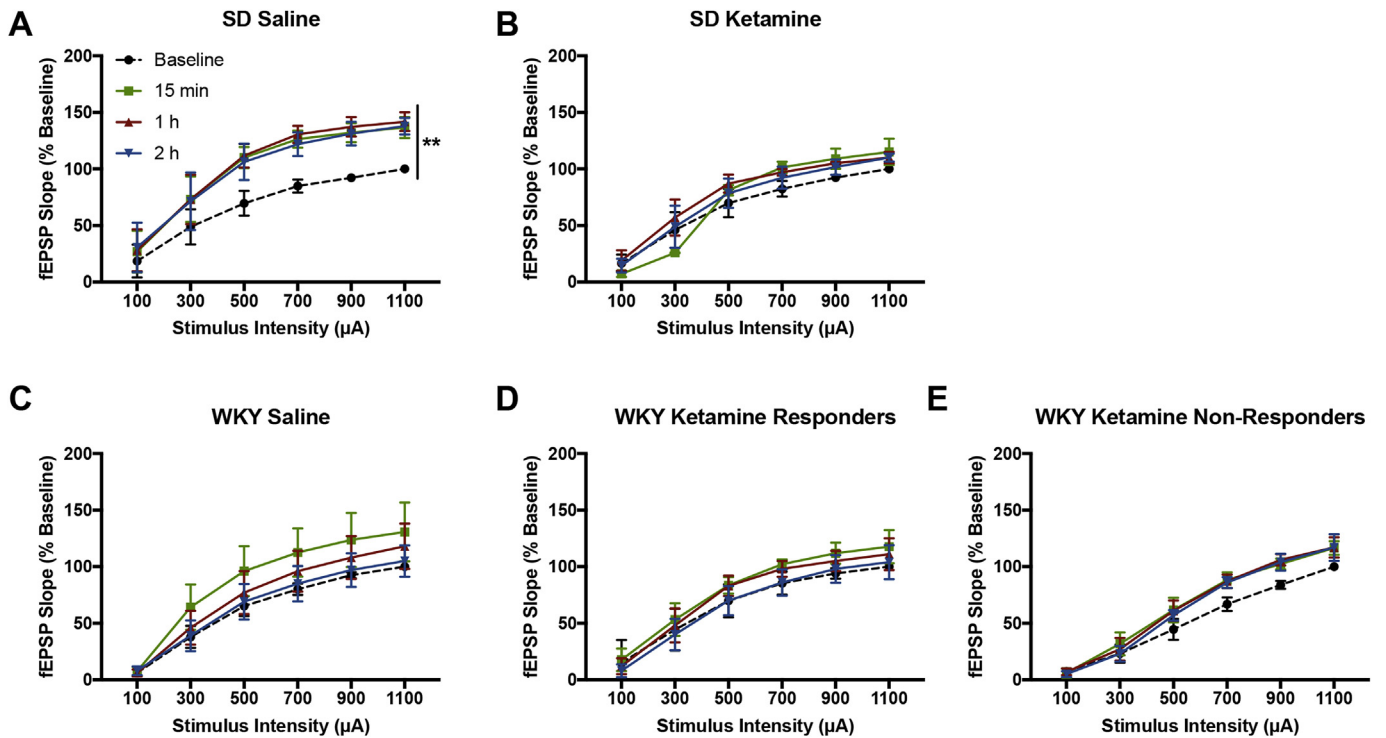 A
SD Saline
fEPSP Slope (% Baseline)
200
150
100
50
0
Baseline
15 min
1 h
2 h
**
100 300 500 700 900 1100
Stimulus Intensity (µA)
B
SD Ketamine
fEPSP Slope (% Baseline)
200
150
100
50
0
100 300 500 700 900 1100
Stimulus Intensity (µA)
C
WKY Saline
fEPSP Slope (% Baseline)
200
150
100
50
0
100 300 500 700 900 1100
Stimulus Intensity (µA)
D
WKY Ketamine Responders
fEPSP Slope (% Baseline)
200
150
100
50
0
100 300 500 700 900 1100
Stimulus Intensity (µA)
E
WKY Ketamine Non-Responders
fEPSP Slope (% Baseline)
200
150
100
50
0
100 300 500 700 900 1100
Stimulus Intensity (µA)